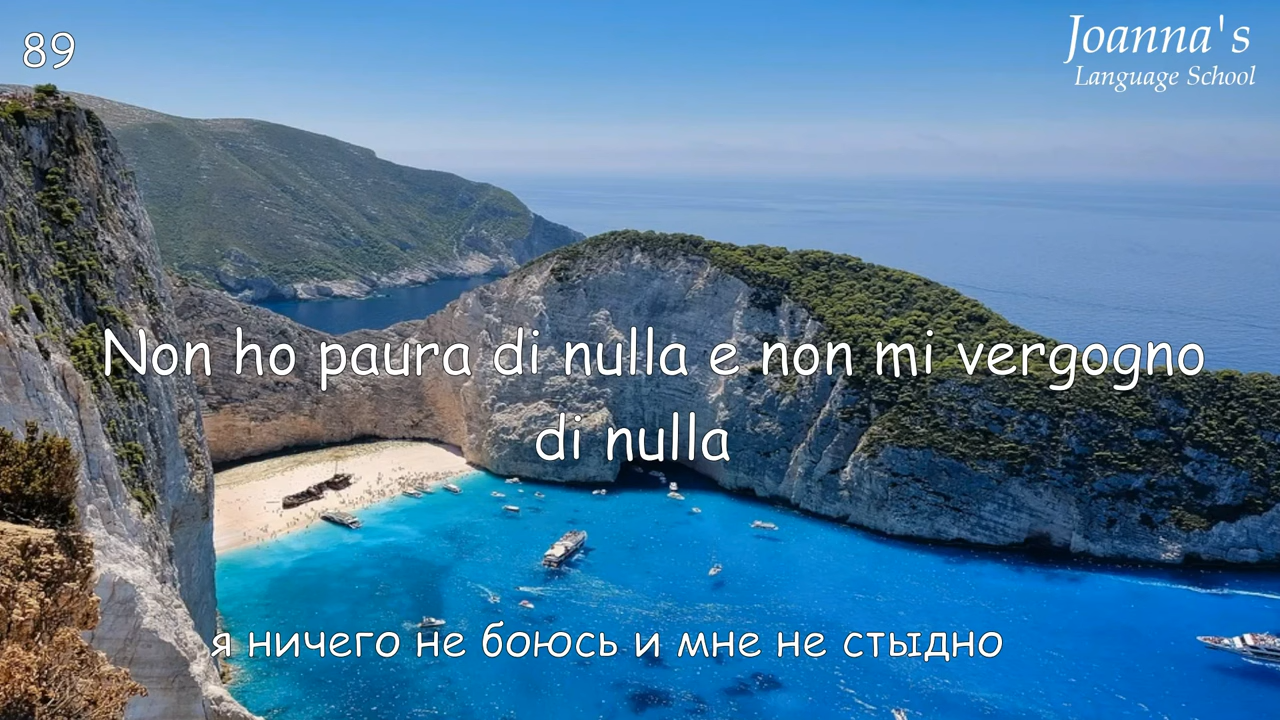 89
Joanna's
Language School
Non ho paura di nulla e non mi vergogno
di nulla
я ничего не боюсь и мне не стыдно